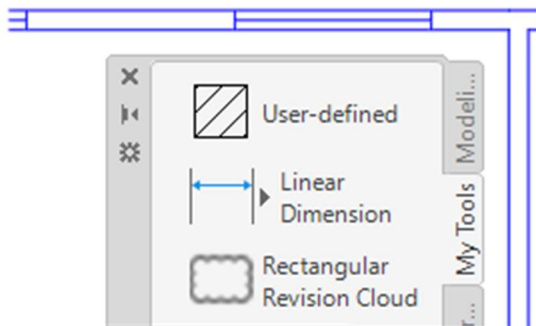 User-defined
Linear
Dimension
Rectangular
Revision Cloud
Modeli...
My Tools